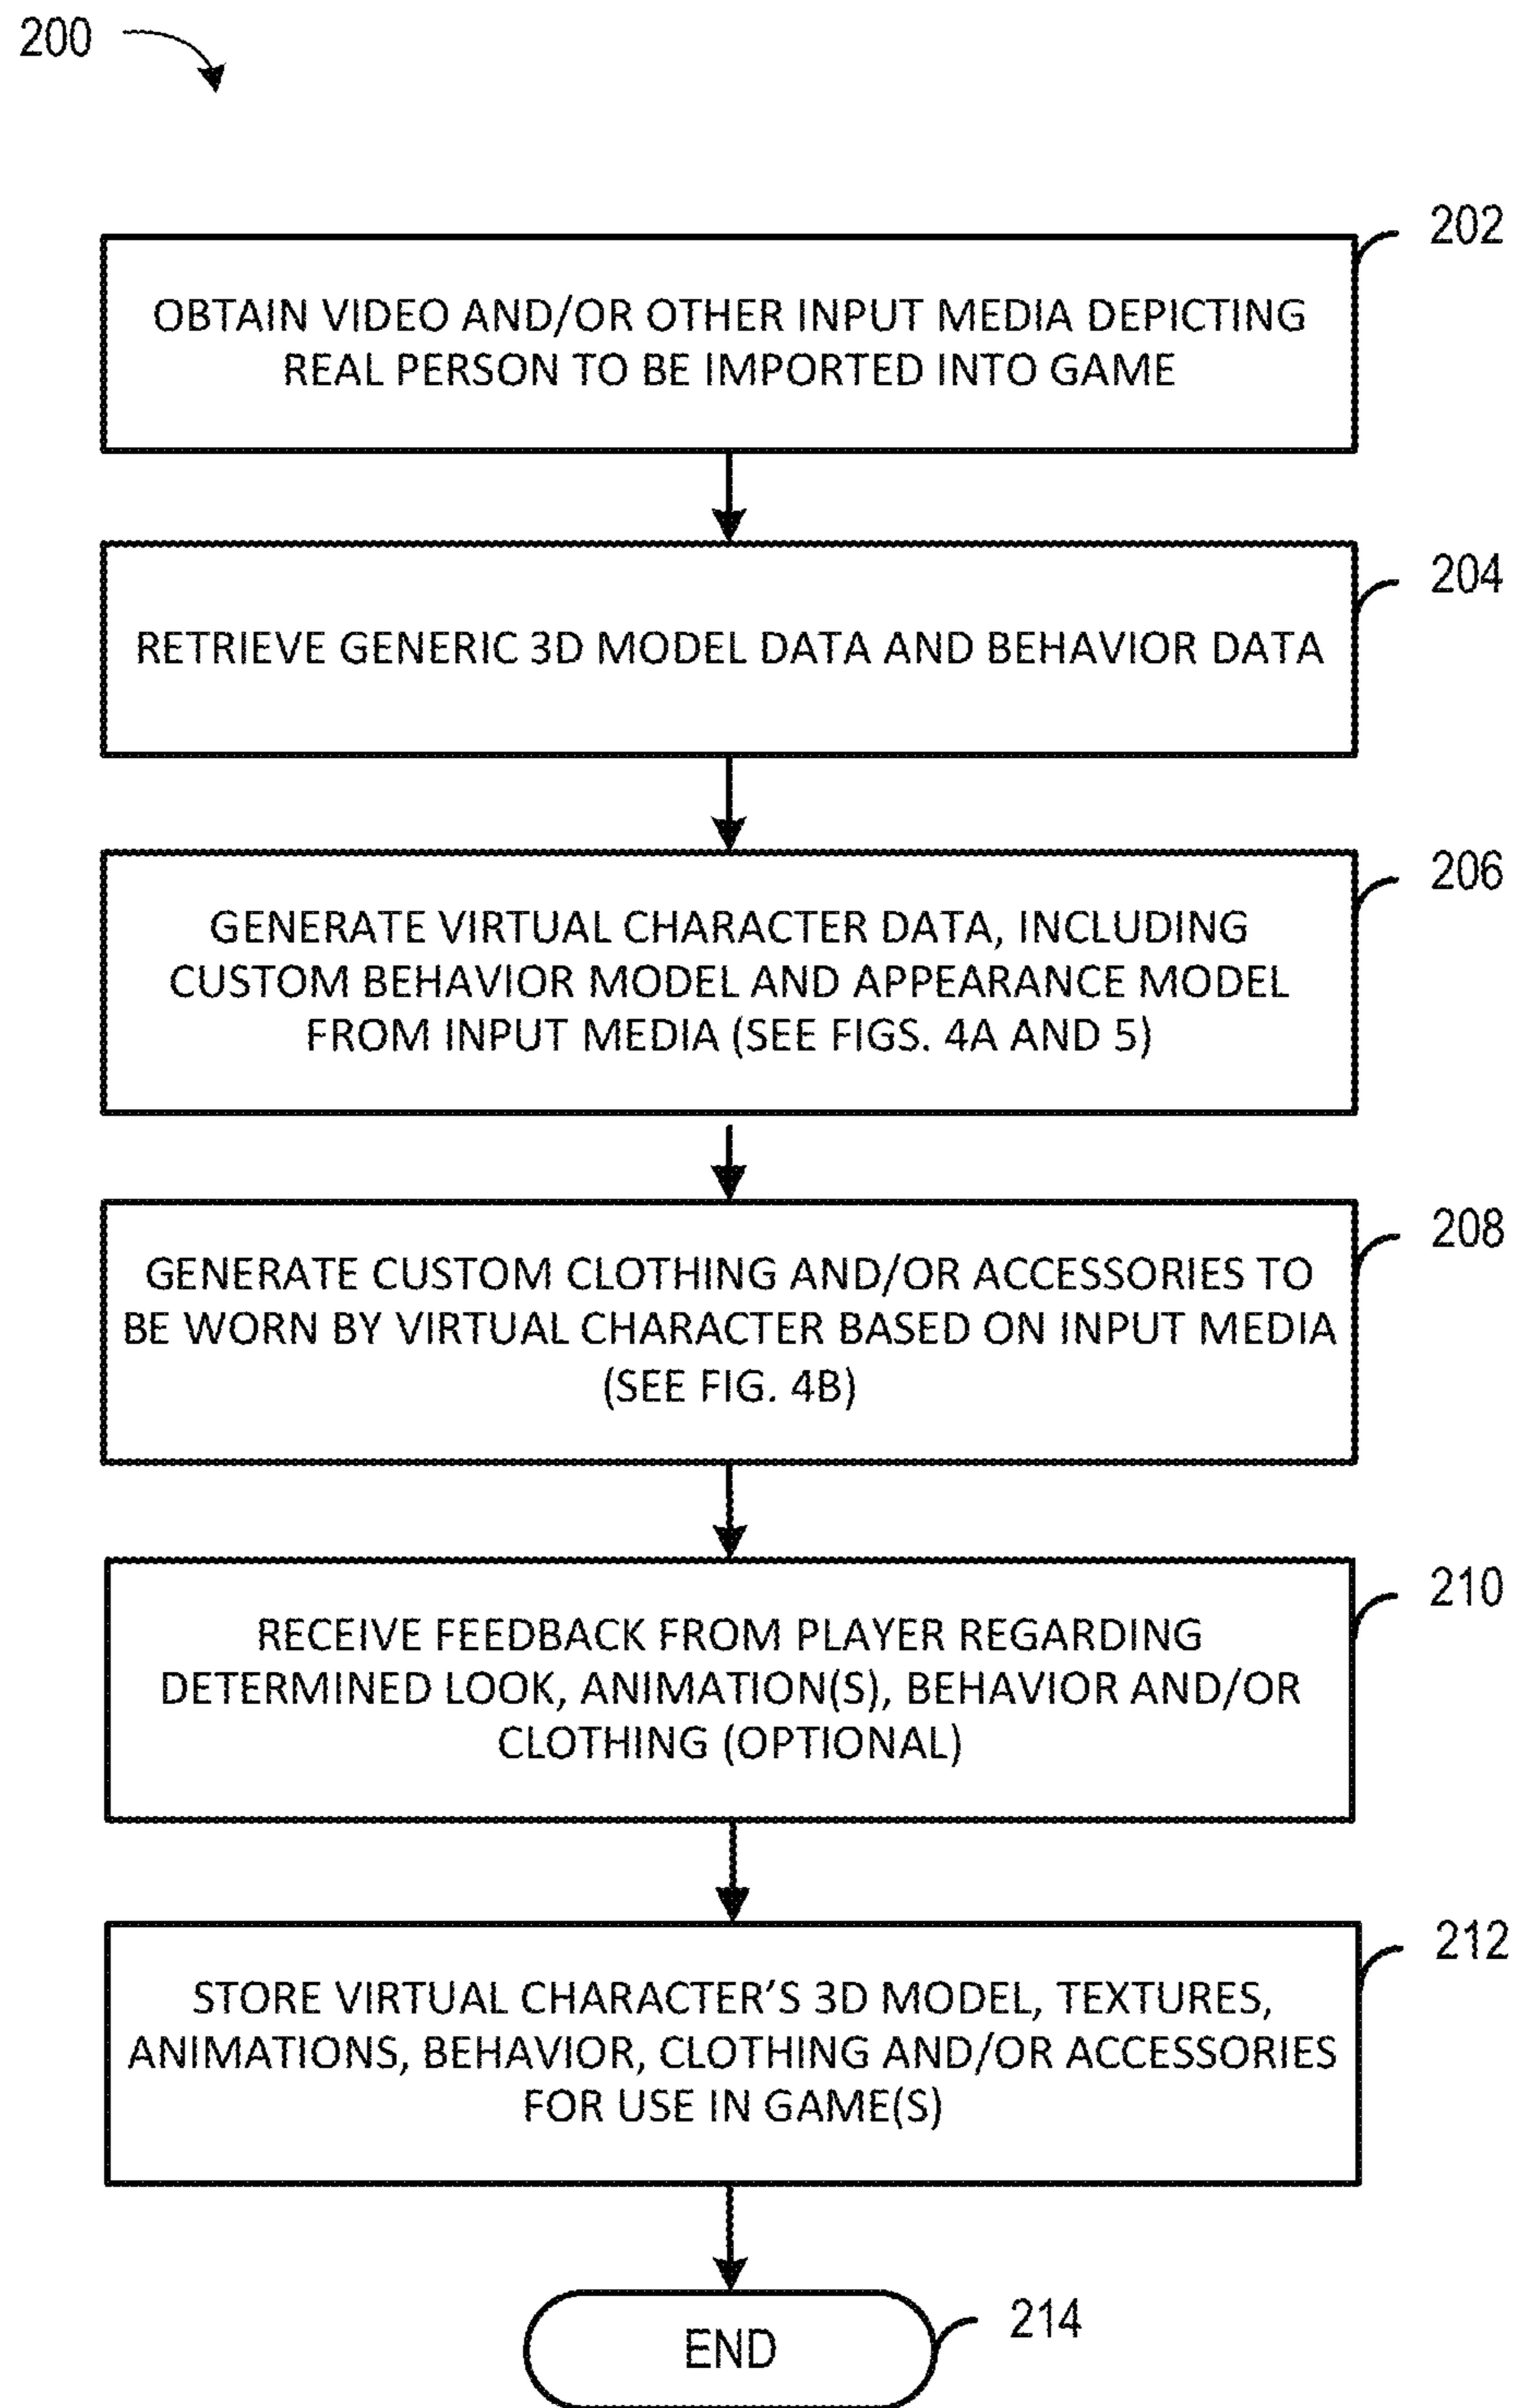 200
202
OBTAIN VIDEO AND/OR OTHER INPUT MEDIA DEPICTING
REAL PERSON TO BE IMPORTED INTO GAME
204
RETRIEVE GENERIC 3D MODEL DATA AND BEHAVIOR DATA
206
GENERATE VIRTUAL CHARACTER DATA, INCLUDING
CUSTOM BEHAVIOR MODEL AND APPEARANCE MODEL
FROM INPUT MEDIA (SEE FIGS. 4A AND 5)
208
GENERATE CUSTOM CLOTHING AND/OR ACCESSORIES TO
BE WORN BY VIRTUAL CHARACTER BASED ON INPUT MEDIA
(SEE FIG. 4B)
210
RECEIVE FEEDBACK FROM PLAYER REGARDING
DETERMINED LOOK, ANIMATION(S), BEHAVIOR AND/OR
CLOTHING (OPTIONAL)
212
STORE VIRTUAL CHARACTER’S 3D MODEL, TEXTURES,
ANIMATIONS, BEHAVIOR, CLOTHING AND/OR ACCESSORIES
FOR USE IN GAME(S)
214
END